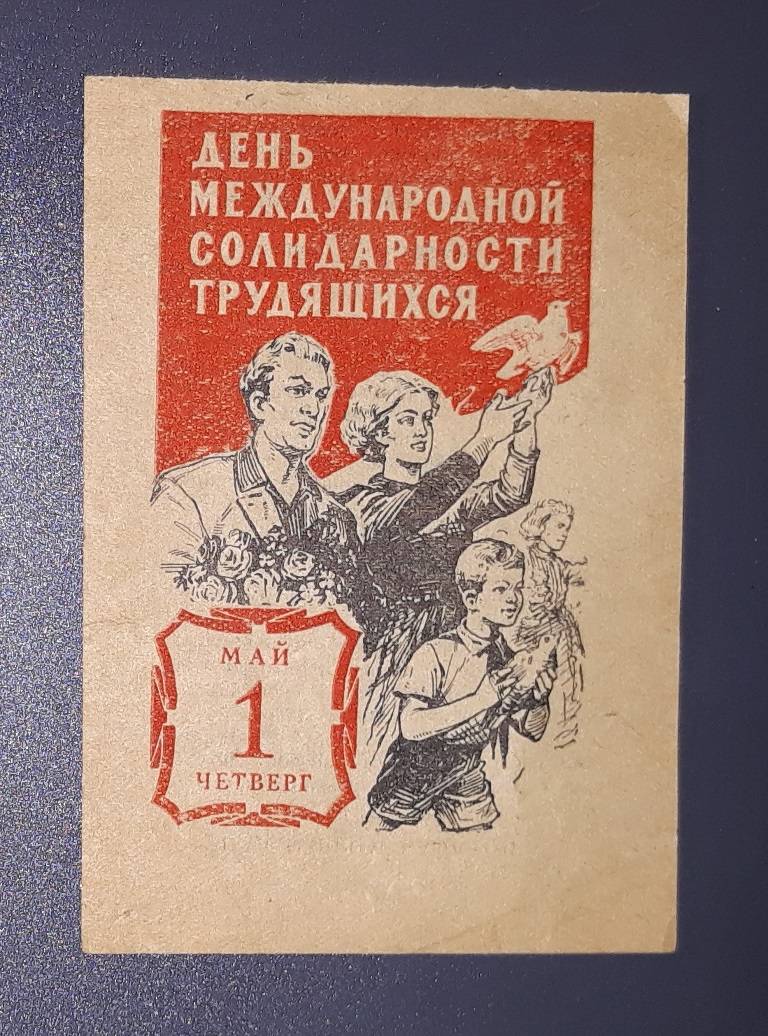 ДЕНЬ
МЕЖДУНАРОДНОЙ
СОЛИДАРНОСТИ
ТРУДЯЩИХСЯ
МАЙ
1
ЧЕТВЕРГ